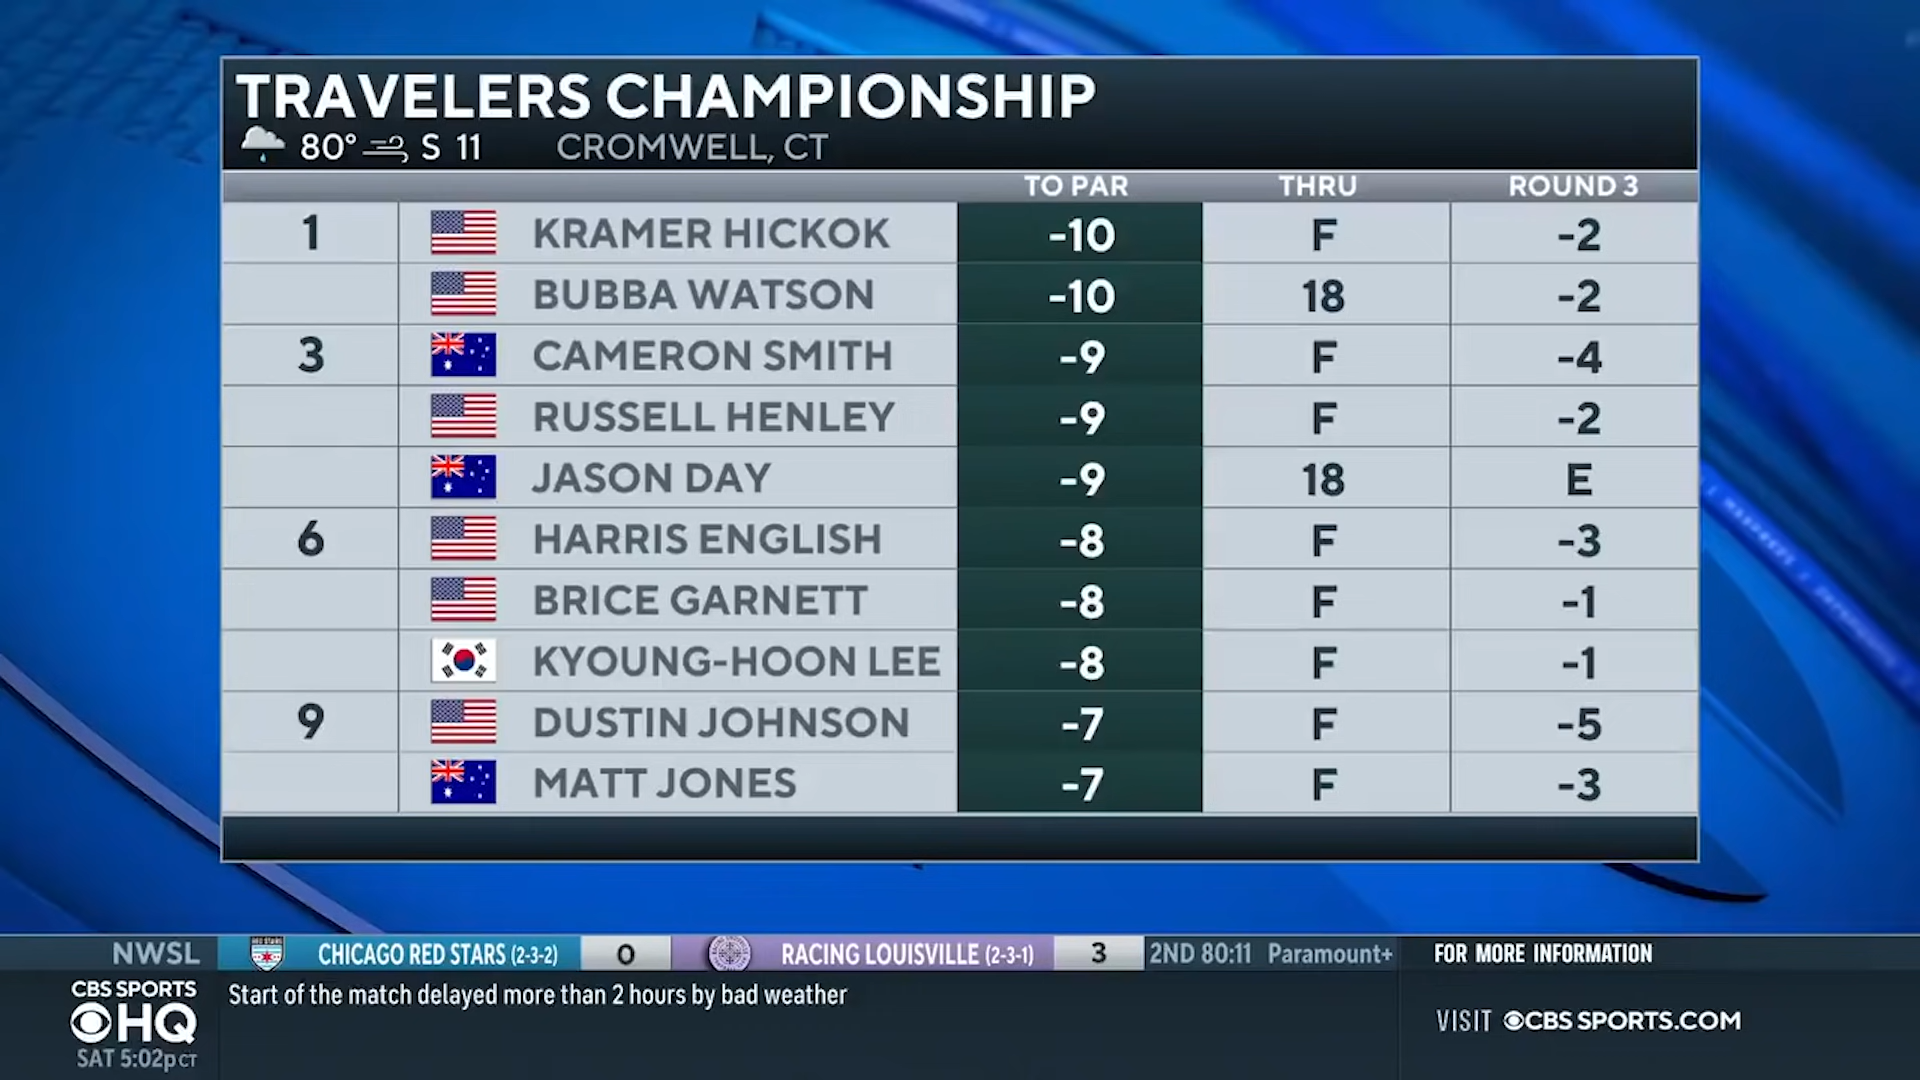 TRAVELERS CHAMPIONSHIP
80° S 11 CROMWELL, CT
TO PAR THRU ROUND 3
1 KRAMER HICKOK -10 F -2
BUBBA WATSON -10 18 -2
3 CAMERON SMITH -9 F -4
RUSSELL HENLEY -9 F -2
JASON DAY -9 18 E
6 HARRIS ENGLISH -8 F -3
BRICE GARNETT -8 F -1
KYOUNG-HOON LEE -8 F -1
9 DUSTIN JOHNSON -7 F -5
MATT JONES -7 F -3
NWSL CHICAGO RED STARS (2-3-2) 0 RACING LOUISVILLE (2-3-1) 3 2ND 80:11 Paramount+ FOR MORE INFORMATION
CBS SPORTS
HQ
SAT 5:02p CT
Start of the match delayed more than 2 hours by bad weather
VISIT CBS SPORTS.COM